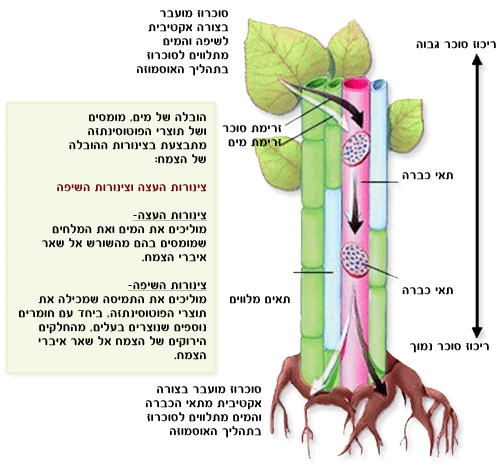 סוכרוז מועבר
בצורה אקטיבית
לשיפה והמים
מתלווים לסוכרוז
בתהליך האוסמוזה
ריכוז סוכר גבוה
הובלה של מים, מומסים
ושל תוצרי הפוטוסינתזה
מתבצעת בצינורות ההובלה
של הצמח:
צינורות העצה וצינורות השיפה
צינורות העצה-
מוליכים את המים ואת המלחים
שמומסים בהם מהשורש אל שאר
איברי הצמח.
צינורות השיפה-
מוליכים את התמיסה שמכילה את
תוצרי הפוטוסינתזה, ביחד עם חומרים
נוספים שנוצרים בעלים, מהחלקים
הירוקים של הצמח אל שאר איברי
הצמח.
זרימת סוכר
זרימת מים
תאי כברה
תאי כברה
תאים מלווים
ריכוז סוכר נמוך
סוכרוז מועבר בצורה
אקטיבית מתאי הכברה
והמים מתלווים לסוכרוז
בתהליך האוסמוזה